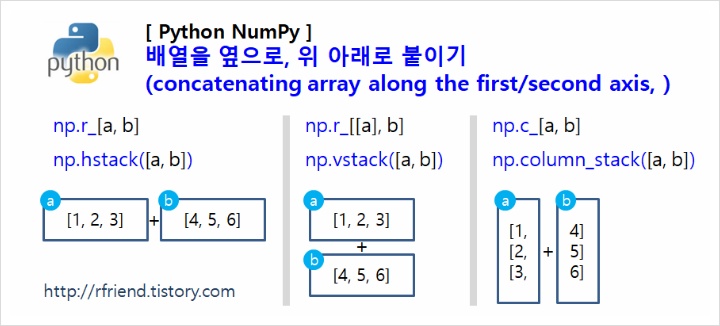 [ Python NumPy ]
배열을 옆으로, 위 아래로 붙이기
(concatenating array along the first/second axis, )
python
np.r_[a, b]
np.hstack([a, b])
a
b
[1, 2, 3]
+
[4, 5, 6]
http://rfriend.tistory.com
np.r_[[a], b]
np.vstack([a, b])
a
[1, 2, 3]
+
b
[4, 5, 6]
np.c_[a, b]
np.column_stack([a, b])
a
b
[1,
[2,
[3,
+
4]
5]
6]